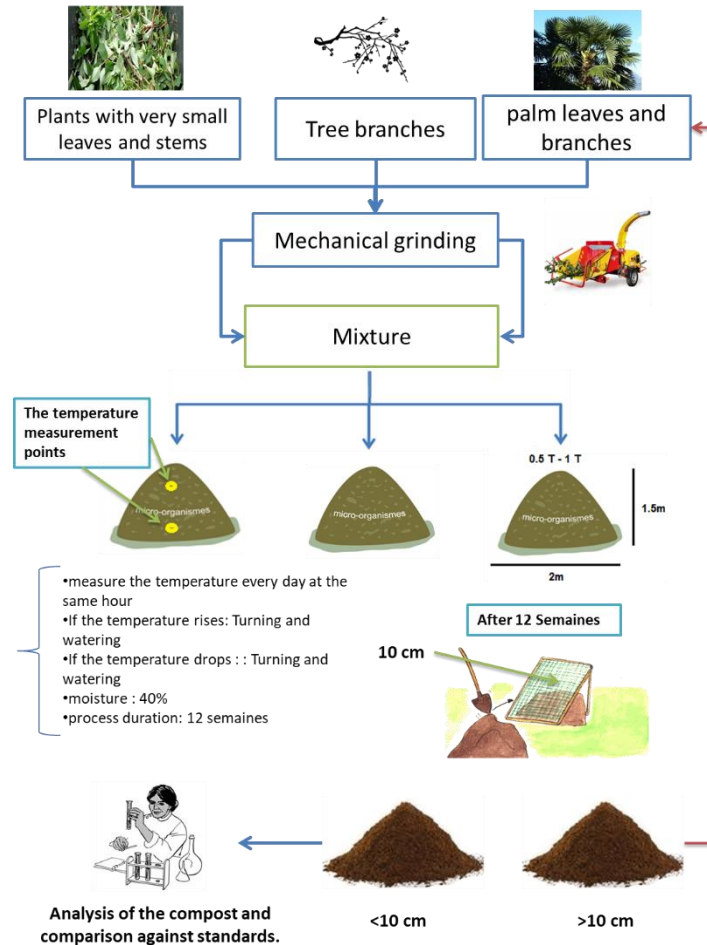 Plants with very small
leaves and stems
Tree branches
palm leaves and
branches
Mechanical grinding
Mixture
The temperature
measurement
points
0.5 T - 1 T
micro-organismes
micro-organismes
micro-organismes
1.5m
2m
•measure the temperature every day at the
same hour
•If the temperature rises: Turning and
watering
•If the temperature drops : : Turning and
watering
•moisture : 40%
•process duration: 12 semaines
After 12 Semaines
10 cm
Analysis of the compost and
comparison against standards.
<10 cm
>10 cm